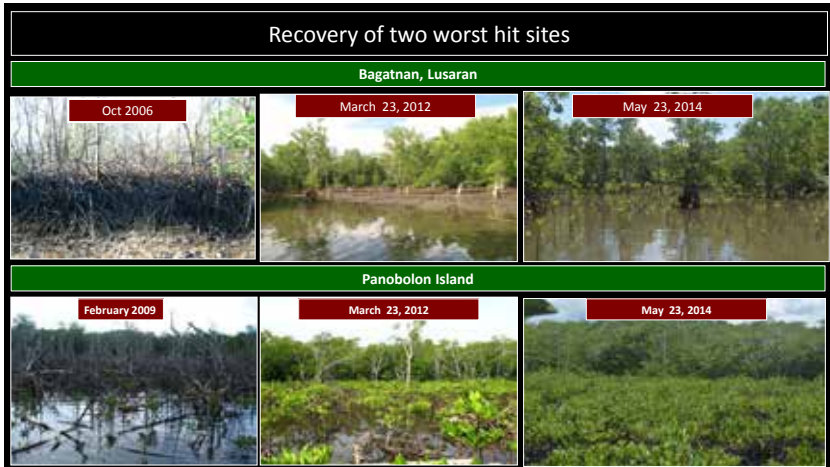 Recovery of two worst hit sites
Bagatnan, Lusaran
Oct 2006
March 23, 2012
May 23, 2014
Panobolon Island
February 2009
March 23, 2012
May 23, 2014